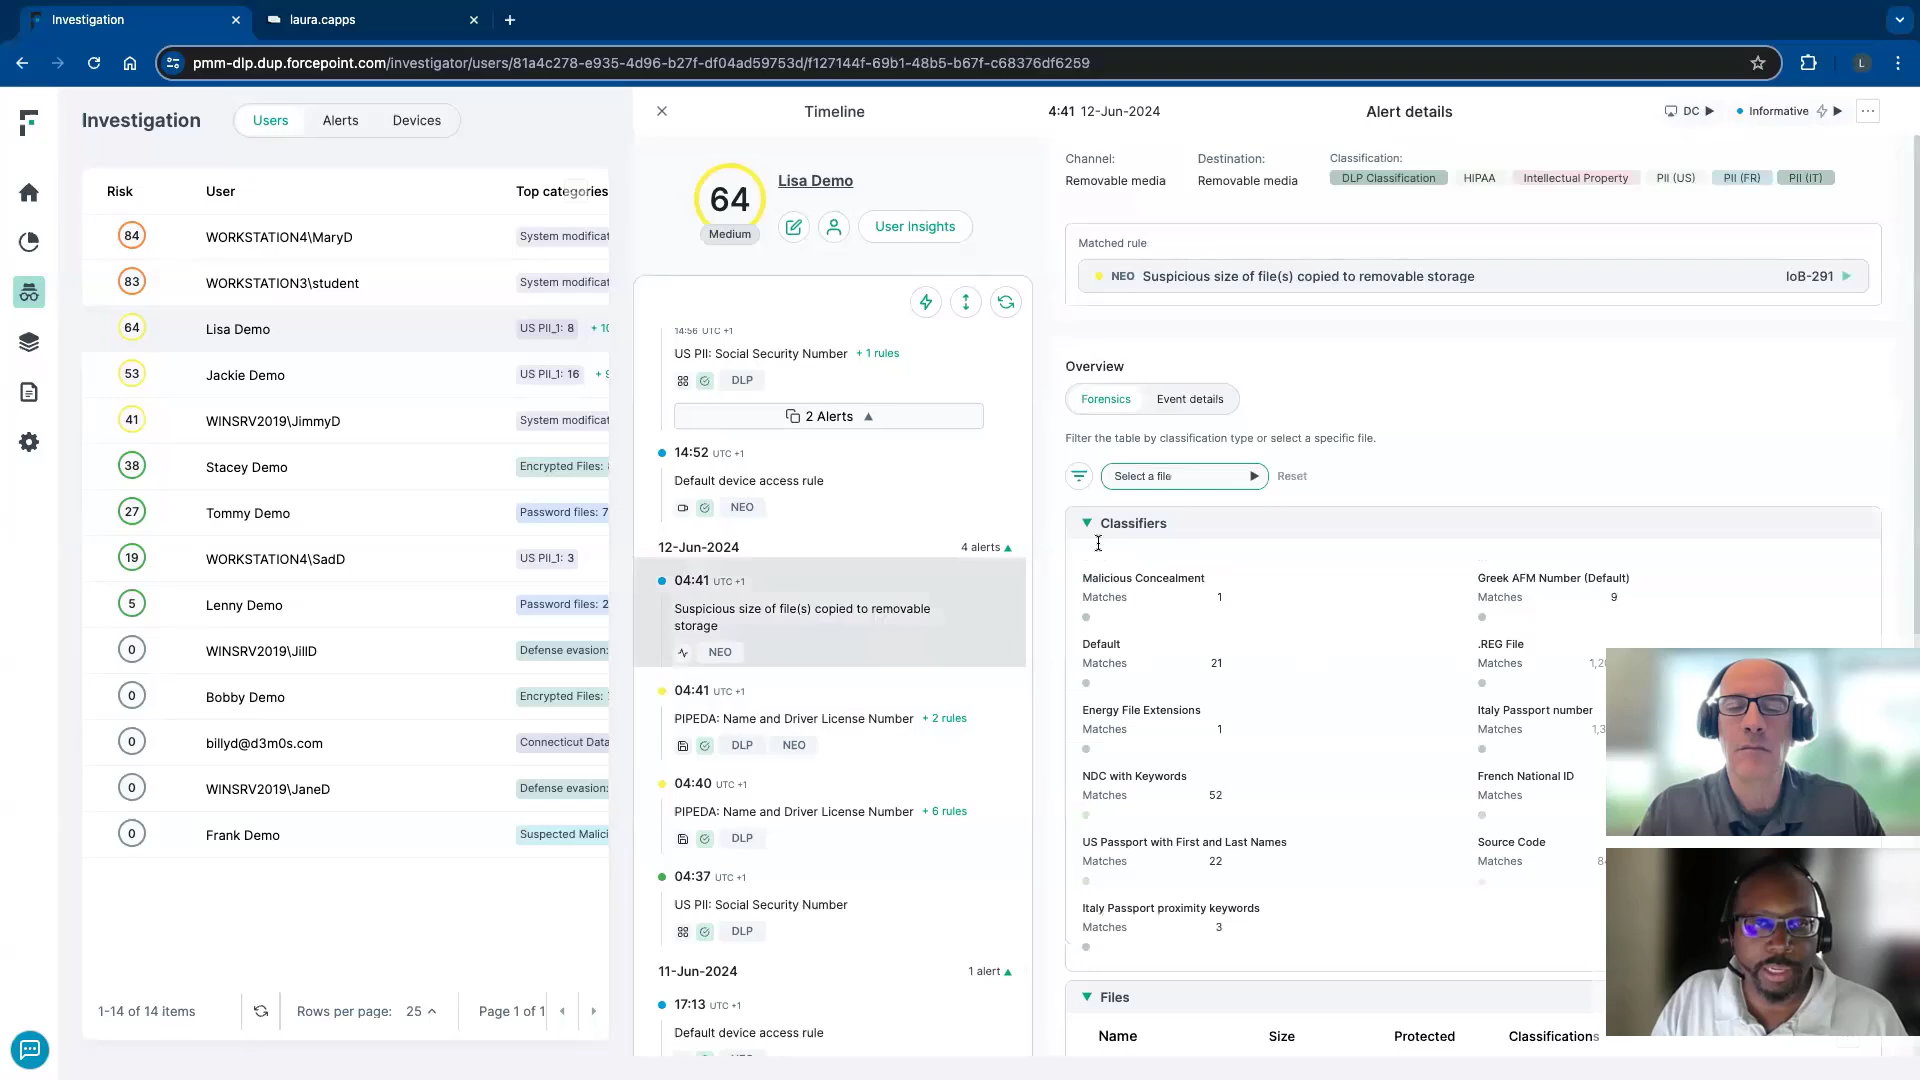 Investigation
laura.capps
pmm-dlp.dup.forcepoint.com/investigator/users/81a4c278-e935-4d96-b27f-df04ad59753d/f127144f-69b1-48b5-b67f-c68376df6259
L
Investigation
Users
Alerts
Devices
Risk
User
Top categories
84
WORKSTATION4\MaryD
System modificat
83
WORKSTATION3\student
System modificat
64
Lisa Demo
US PII_1: 8
+ 10
53
Jackie Demo
US PII_1: 16
+ 9
41
WINSRV2019\JimmyD
System modificat
38
Stacey Demo
Encrypted Files:
27
Tommy Demo
Password files: 7
19
WORKSTATION4\SadD
US PII_1: 3
5
Lenny Demo
Password files: 2
0
WINSRV2019\JillD
Defense evasion:
0
Bobby Demo
Encrypted Files:
0
billyd@d3m0s.com
Connecticut Data
0
WINSRV2019\JaneD
Defense evasion:
0
Frank Demo
Suspected Malici
1-14 of 14 items
Rows per page:
25
Page 1 of 1
Timeline
64
Medium
Lisa Demo
User Insights
14:56 UTC +1
US PII: Social Security Number + 1 rules
DLP
2 Alerts
14:52 UTC +1
Default device access rule
NEO
12-Jun-2024
4 alerts
04:41 UTC +1
Suspicious size of file(s) copied to removable
storage
NEO
04:41 UTC +1
PIPEDA: Name and Driver License Number + 2 rules
DLP
NEO
04:40 UTC +1
PIPEDA: Name and Driver License Number + 6 rules
DLP
04:37 UTC +1
US PII: Social Security Number
DLP
11-Jun-2024
1 alert
17:13 UTC +1
Default device access rule
4:41 12-Jun-2024
Alert details
DC
Informative
Channel:
Removable media
Destination:
Removable media
Classification:
DLP Classification
HIPAA
Intellectual Property
PII (US)
PII (FR)
PII (IT)
Matched rule
NEO Suspicious size of file(s) copied to removable storage
IoB-291
Overview
Forensics
Event details
Filter the table by classification type or select a specific file.
Select a file
Reset
Classifiers
Malicious Concealment
Matches 1
Greek AFM Number (Default)
Matches 9
Default
Matches 21
.REG File
Matches 1,2
Energy File Extensions
Matches 1
Italy Passport number
Matches 1,3
NDC with Keywords
Matches 52
French National ID
Matches
US Passport with First and Last Names
Matches 22
Source Code
Matches 8
Italy Passport proximity keywords
Matches 3
Files
Name
Size
Protected
Classifications